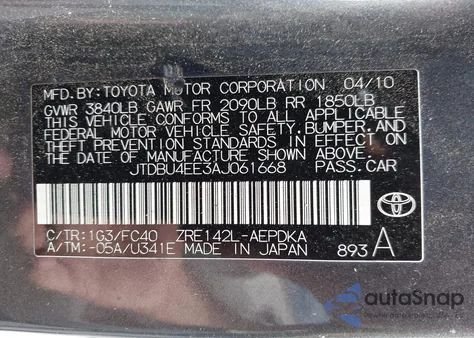 MFD.BY:TOYOTA MOTOR CORPORATION 04/10
GVWR 3840LB GAWR FR 2090LB RR 1850LB
THIS VEHICLE CONFORMS TO ALL APPLICABLE
FEDERAL MOTOR VEHICLE SAFETY, BUMPER, AND
THEFT PREVENTION STANDARDS IN EFFECT ON
THE DATE OF MANUFACTURE SHOWN ABOVE.
JTDBU4EE3AJ061668 PASS.CAR
C/TR:1G3/FC40 ZRE142L-AEPDKA
A/TM:-05A/U341E MADE IN JAPAN 893 A
autoSnap
Powered by